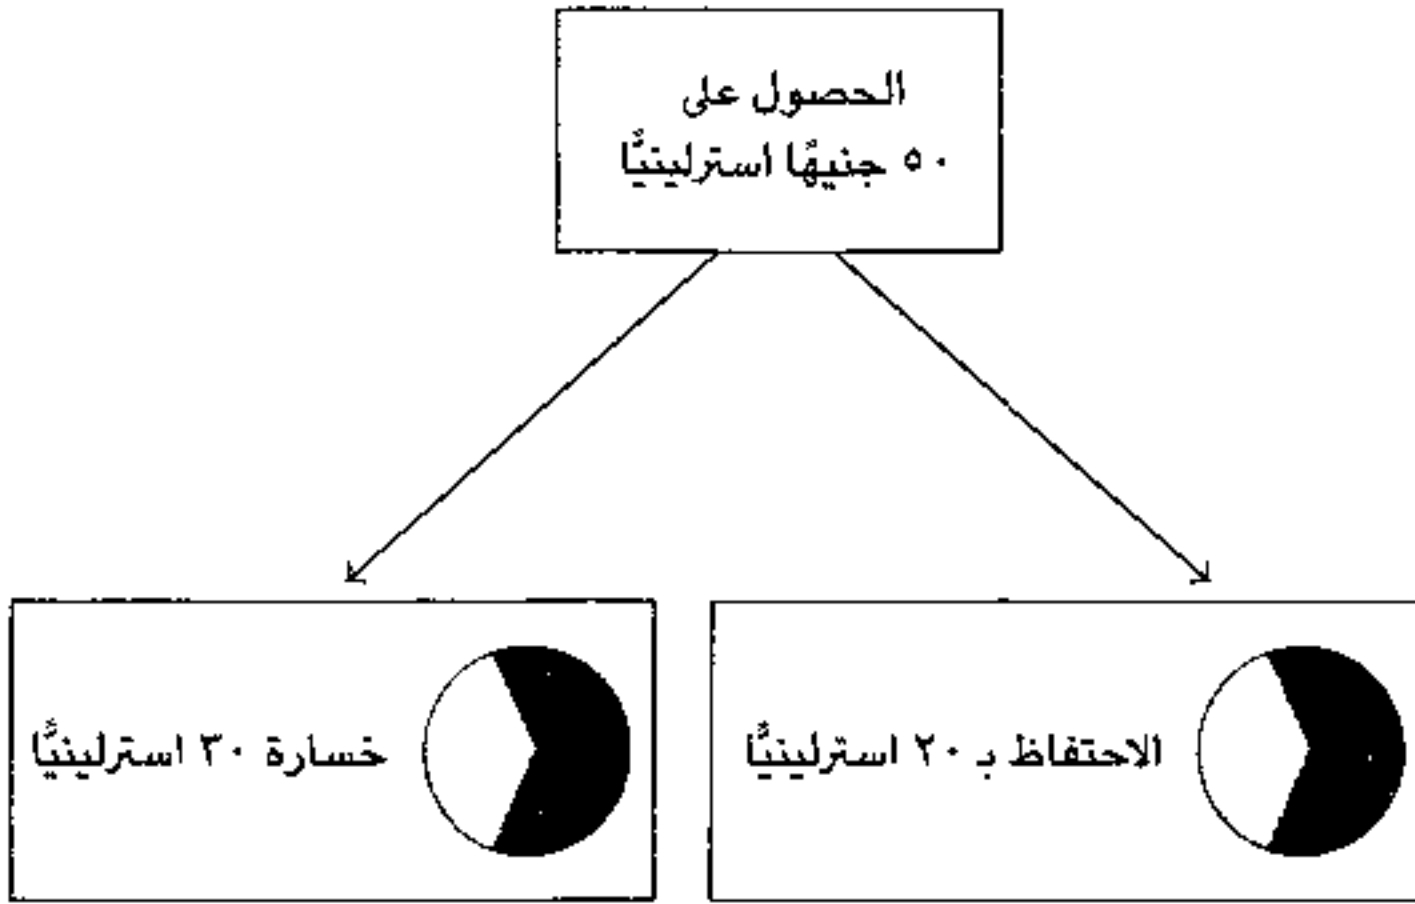 الحصول على
٥٠ جنيهًا استرلينيًّا
الاحتفاظ بـ ٢٠ استرلينيًّا
خسارة ٣٠ استرلينيًّا